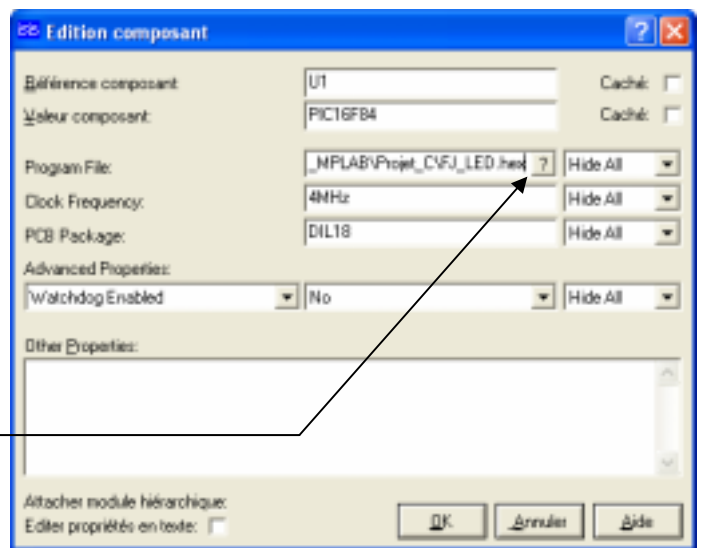 isis Edition composant
Référence composant: U1 Caché:
Valeur composant: PIC16F84 Caché:
Program File: _MPLAB\Projet_C\FJ_LED.hex ? Hide All
Clock Frequency: 4MHz Hide All
PCB Package: DIL18 Hide All
Advanced Properties:
Watchdog Enabled No Hide All
Other Properties:
Attacher module hiérarchique:
Editer propriétés en texte:
OK Annuler Aide